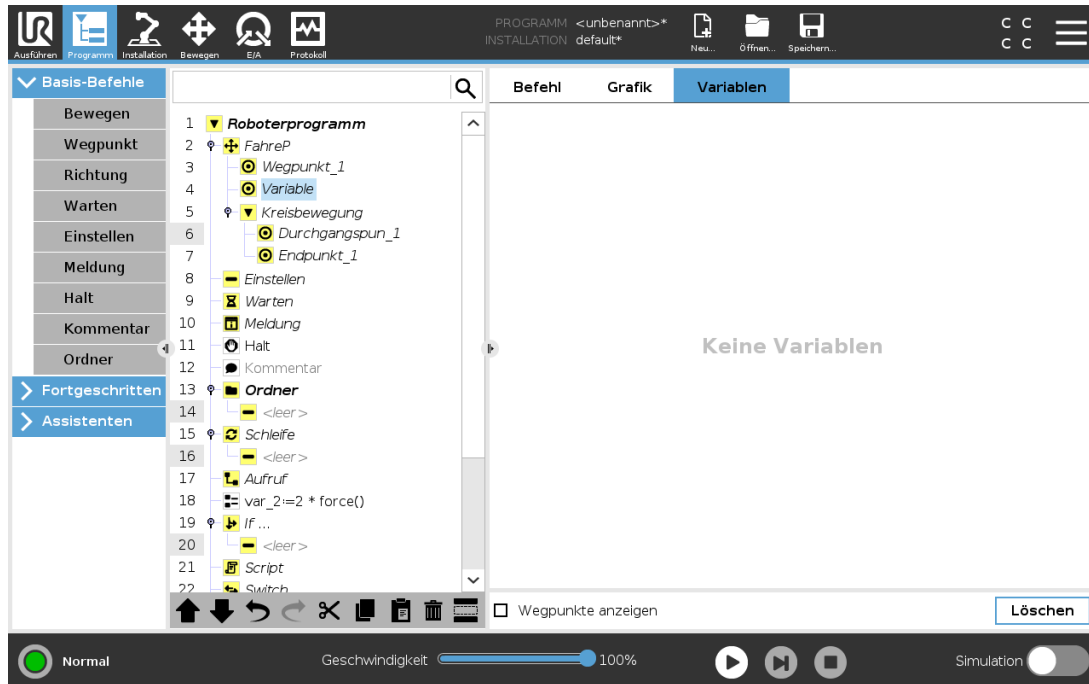 UR
PROGRAMM <unbenannt>*
INSTALLATION default*
C C
C C
Ausführen Programm Installation Bewegen E/A Protokoll Neu... Öffnen... Speichern...
Basis-Befehle
Bewegen
Wegpunkt
Richtung
Warten
Einstellen
Meldung
Halt
Kommentar
Ordner
Fortgeschritten
Assistenten
1 Roboterprogramm
2 FahreP
3 Wegpunkt_1
4 Variable
5 Kreisbewegung
6 Durchgangspun_1
7 Endpunkt_1
8 Einstellen
9 Warten
10 Meldung
11 Halt
12 Kommentar
13 Ordner
14 <leer>
15 Schleife
16 <leer>
17 Aufruf
18 var_2:=2 * force()
19 If ...
20 <leer>
21 Script
22 Switch
Befehl Grafik Variablen
Keine Variablen
Wegpunkte anzeigen Löschen
Normal Geschwindigkeit 100% Simulation